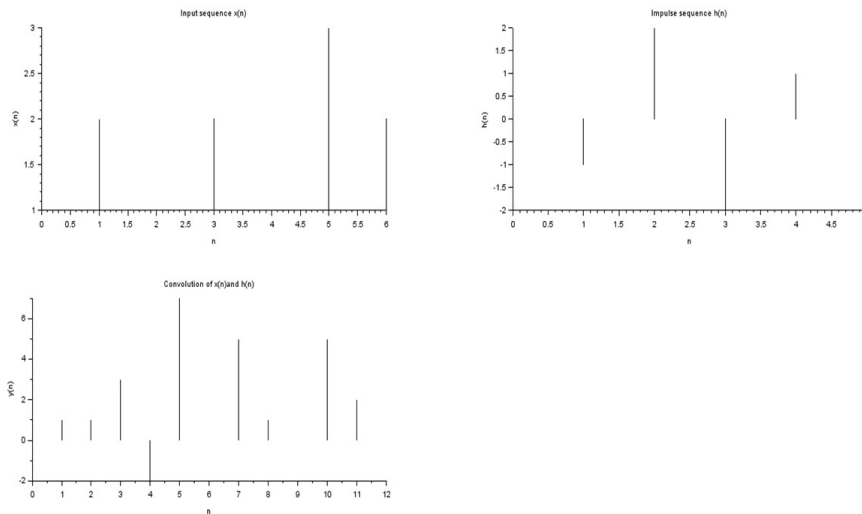 Input sequence x(n)
3
2.5
2
1.5
1
x(n)
0 0.5 1 1.5 2 2.5 3 3.5 4 4.5 5 5.5 6
n
Impulse sequence h(n)
2
1.5
1
0.5
0
-0.5
-1
-1.5
-2
h(n)
0 0.5 1 1.5 2 2.5 3 3.5 4 4.5
n
Convolution of x(n)and h(n)
6
4
2
0
-2
y(n)
0 1 2 3 4 5 6 7 8 9 10 11 12
n